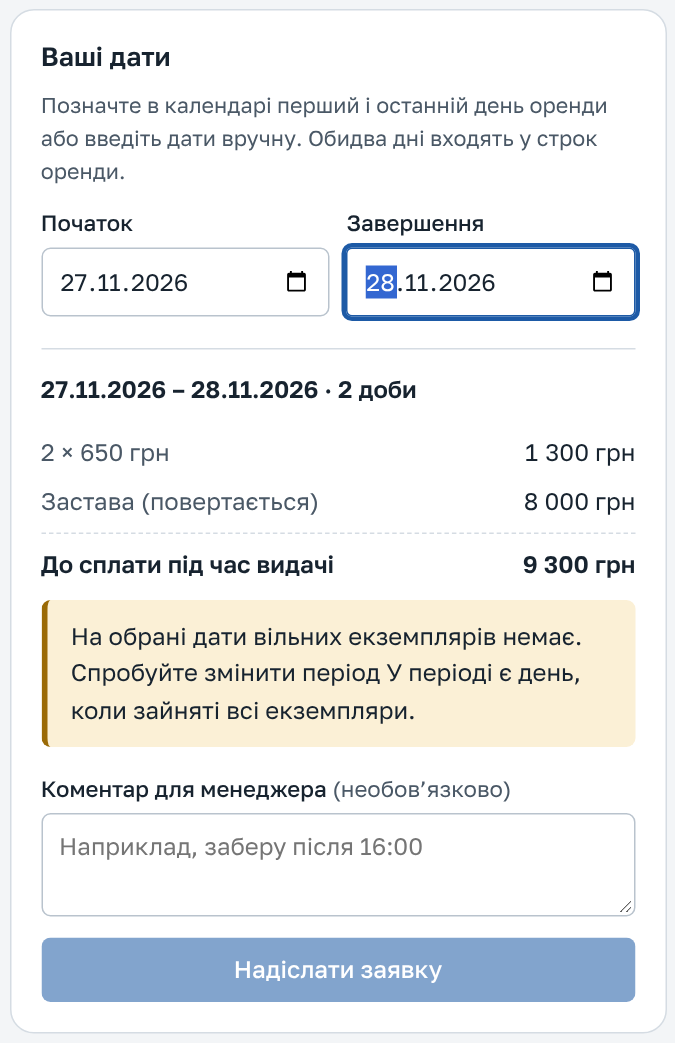 Ваші дати
Позначте в календарі перший і останній день оренди
або введіть дати вручну. Обидва дні входять у строк
оренди.
Початок
Завершення
27.11.2026
28.11.2026
27.11.2026 – 28.11.2026 · 2 доби
2 × 650 грн
1 300 грн
Застава (повертається)
8 000 грн
До сплати під час видачі
9 300 грн
На обрані дати вільних екземплярів немає.
Спробуйте змінити період У періоді є день,
коли зайняті всі екземпляри.
Коментар для менеджера (необов’язково)
Наприклад, заберу після 16:00
Надіслати заявку